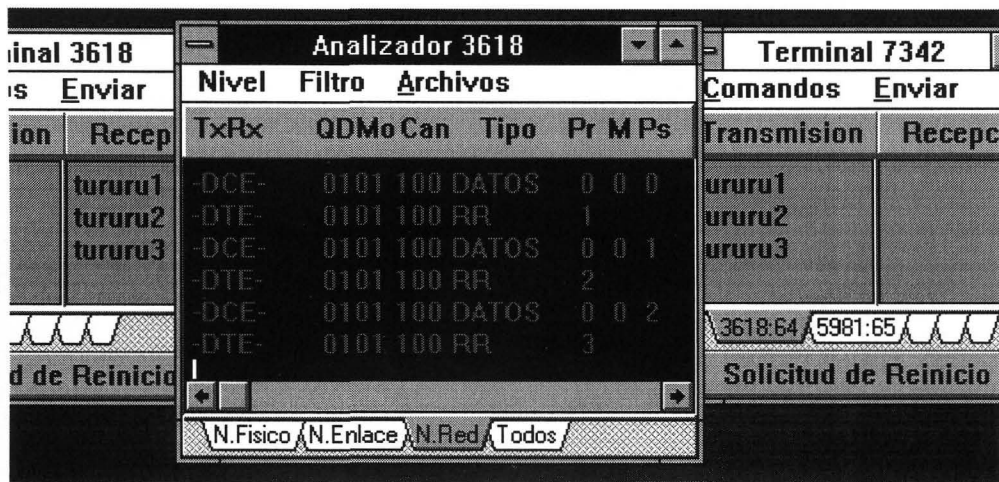 inal 3618
Analizador 3618
Terminal 7342
os Enviar
Nivel Filtro Archivos
Comandos Enviar
ion Recep
TxRx QDMo Can Tipo Pr M Ps
Transmision Recepc
tururu1
tururu2
tururu3
-DCE- 0101 100 DATOS 0 0 0
-DTE- 0101 100 RR 1
-DCE- 0101 100 DATOS 0 0 1
-DTE- 0101 100 RR 2
-DCE- 0101 100 DATOS 0 0 2
-DTE- 0101 100 RR 3
ururu1
ururu2
ururu3
3618:64 5981:65
d de Reinicio
Solicitud de Reinicio
N.Fisico N.Enlace N.Red Todos